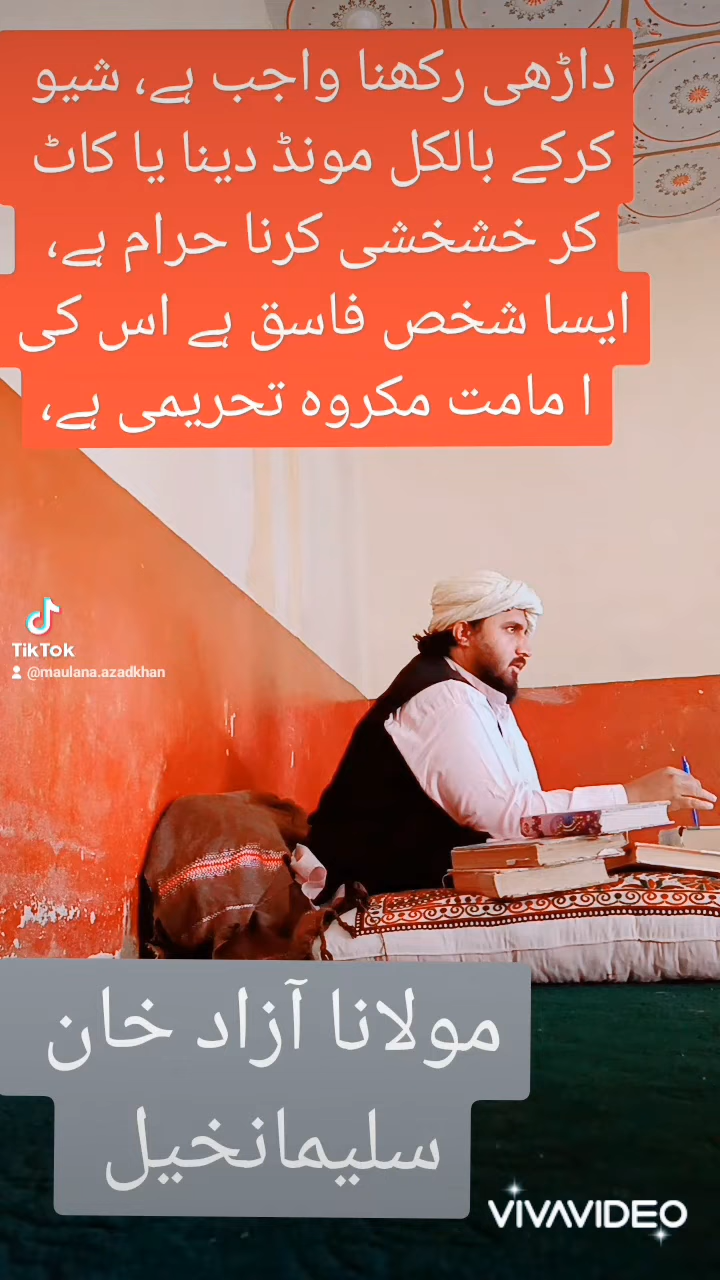 داڑھی رکھنا واجب ہے، شیو
کرکے بالکل مونڈ دینا یا کاٹ
کر خشخشی کرنا حرام ہے،
ایسا شخص فاسق ہے اس کی
ا مامت مکروہ تحریمی ہے،
TikTok
@maulana.azadkhan
مولانا آزاد خان
سلیمانخیل
VIVAVIDEO